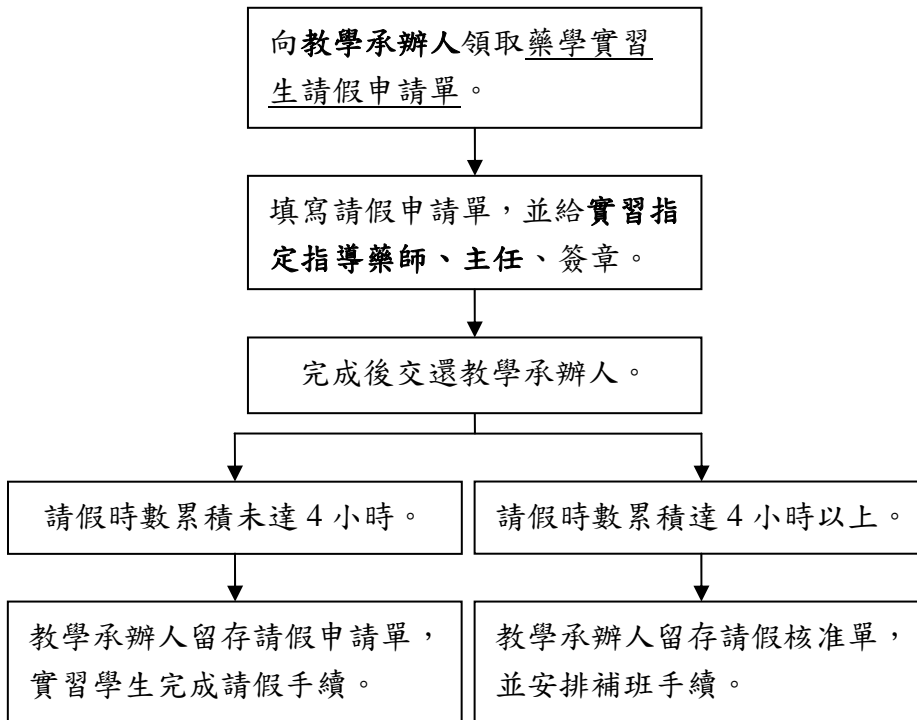 向教學承辦人領取藥學實習
生請假申請單。
填寫請假申請單，並給實習指
定指導藥師、主任、簽章。
完成後交還教學承辦人。
請假時數累積未達 4 小時。
請假時數累積達 4 小時以上。
教學承辦人留存請假申請單，
實習學生完成請假手續。
教學承辦人留存請假核准單，
並安排補班手續。